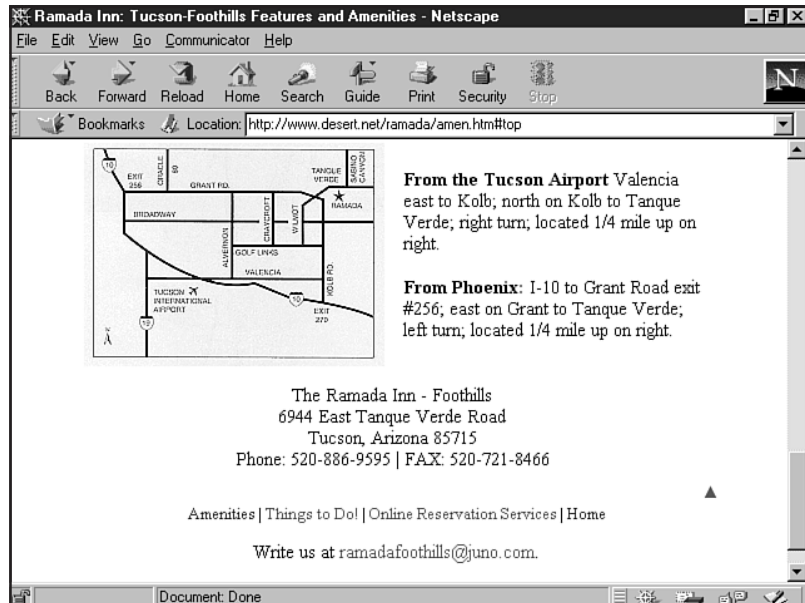 Ramada Inn: Tucson-Foothills Features and Amenities - Netscape
File Edit View Go Communicator Help
Back Forward Reload Home Search Guide Print Security Stop
N
Bookmarks Location: http://www.desert.net/ramada/amen.htm#top
10
EXIT
256
ORACLE
GRANT RD.
TANQUE
VERDE
SABINO
CANYON
RAMADA
BROADWAY
ALVERNON
CRAYCROFT
WILMOT
GOLF LINKS
VALENCIA
KOLB RD.
TUCSON
INTERNATIONAL
AIRPORT
10
EXIT
270
19
N
From the Tucson Airport Valencia
east to Kolb; north on Kolb to Tanque
Verde; right turn; located 1/4 mile up on
right.
From Phoenix: I-10 to Grant Road exit
#256; east on Grant to Tanque Verde;
left turn; located 1/4 mile up on right.
The Ramada Inn - Foothills
6944 East Tanque Verde Road
Tucson, Arizona 85715
Phone: 520-886-9595 | FAX: 520-721-8466
Amenities | Things to Do! | Online Reservation Services | Home
Write us at ramadafoothills@juno.com.
Document: Done